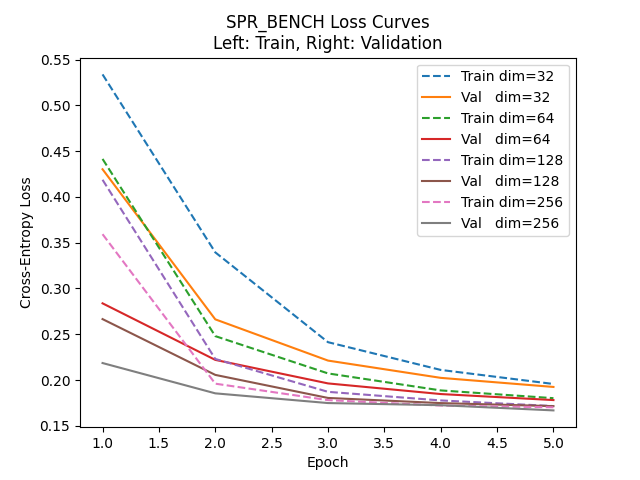 SPR_BENCH Loss Curves
Left: Train, Right: Validation
Cross-Entropy Loss
0.55
0.50
0.45
0.40
0.35
0.30
0.25
0.20
0.15
Train dim=32
Val dim=32
Train dim=64
Val dim=64
Train dim=128
Val dim=128
Train dim=256
Val dim=256
1.0 1.5 2.0 2.5 3.0 3.5 4.0 4.5 5.0
Epoch